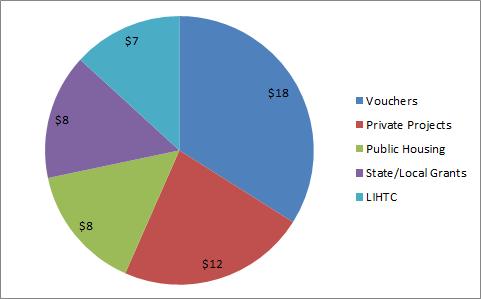 $7
$18
$8
$8
$12
Vouchers
Private Projects
Public Housing
State/Local Grants
LIHTC